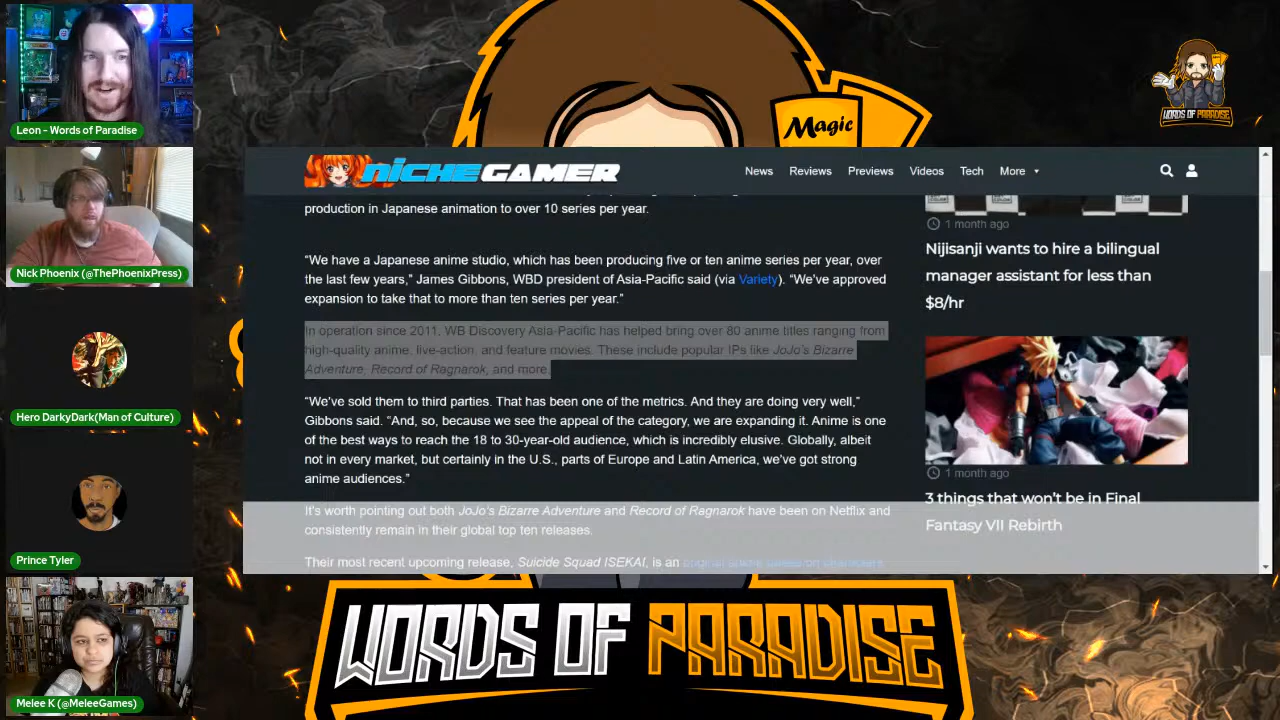 Leon - Words of Paradise
Nick Phoenix (@ThePhoenixPress)
Hero DarkyDark(Man of Culture)
Prince Tyler
Melee K (@MeleeGames)
Magic
WORDS OF PARADISE
NICHEGAMER
News Reviews Previews Videos Tech More
production in Japanese animation to over 10 series per year.
“We have a Japanese anime studio, which has been producing five or ten anime series per year, over
the last few years,” James Gibbons, WBD president of Asia-Pacific said (via Variety). “We’ve approved
expansion to take that to more than ten series per year.”
In operation since 2011, WB Discovery Asia-Pacific has helped bring over 80 anime titles ranging from
high-quality anime, live-action, and feature movies. These include popular IPs like JoJo’s Bizarre
Adventure, Record of Ragnarok, and more.
“We’ve sold them to third parties. That has been one of the metrics. And they are doing very well,”
Gibbons said. “And, so, because we see the appeal of the category, we are expanding it. Anime is one
of the best ways to reach the 18 to 30-year-old audience, which is incredibly elusive. Globally, albeit
not in every market, but certainly in the U.S., parts of Europe and Latin America, we’ve got strong
anime audiences.”
It’s worth pointing out both JoJo’s Bizarre Adventure and Record of Ragnarok have been on Netflix and
consistently remain in their global top ten releases.
Their most recent upcoming release, Suicide Squad ISEKAI, is an original anime based on characters
COLOR
1 month ago
Nijisanji wants to hire a bilingual
manager assistant for less than
$8/hr
1 month ago
3 things that won’t be in Final
Fantasy VII Rebirth
WORDS OF PARADISE